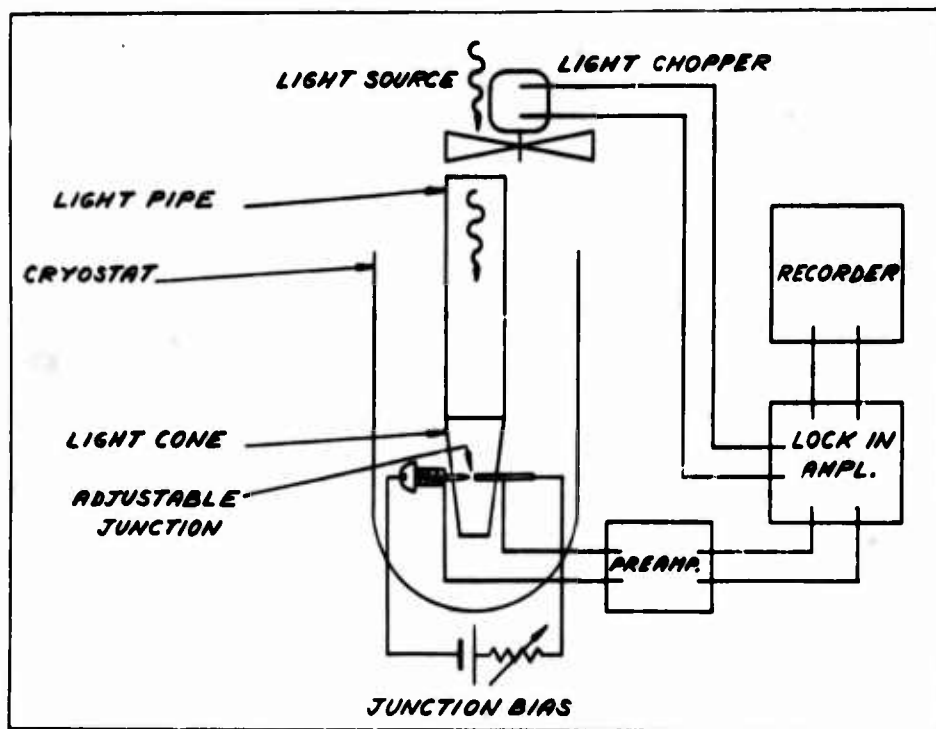 LIGHT SOURCE
LIGHT CHOPPER
LIGHT PIPE
CRYOSTAT
RECORDER
LIGHT CONE
LOCK IN
AMPL.
ADJUSTABLE
JUNCTION
PREAMP.
JUNCTION BIAS